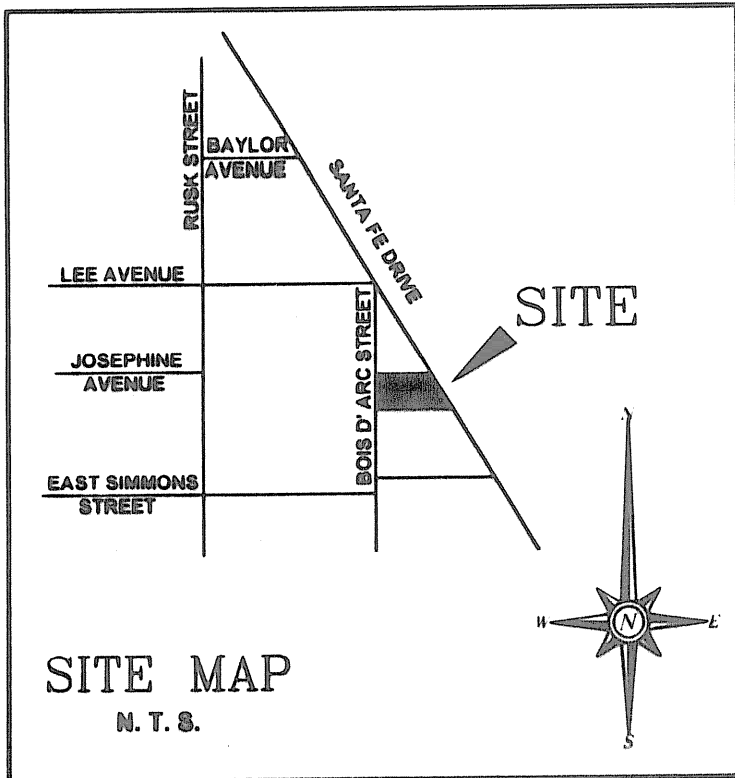 RUSK STREET
BAYLOR
AVENUE
SANTA FE DRIVE
LEE AVENUE
SITE
BOIS D' ARC STREET
JOSEPHINE
AVENUE
EAST SIMMONS
STREET
N
W
N
E
S
SITE MAP
N. T. S.